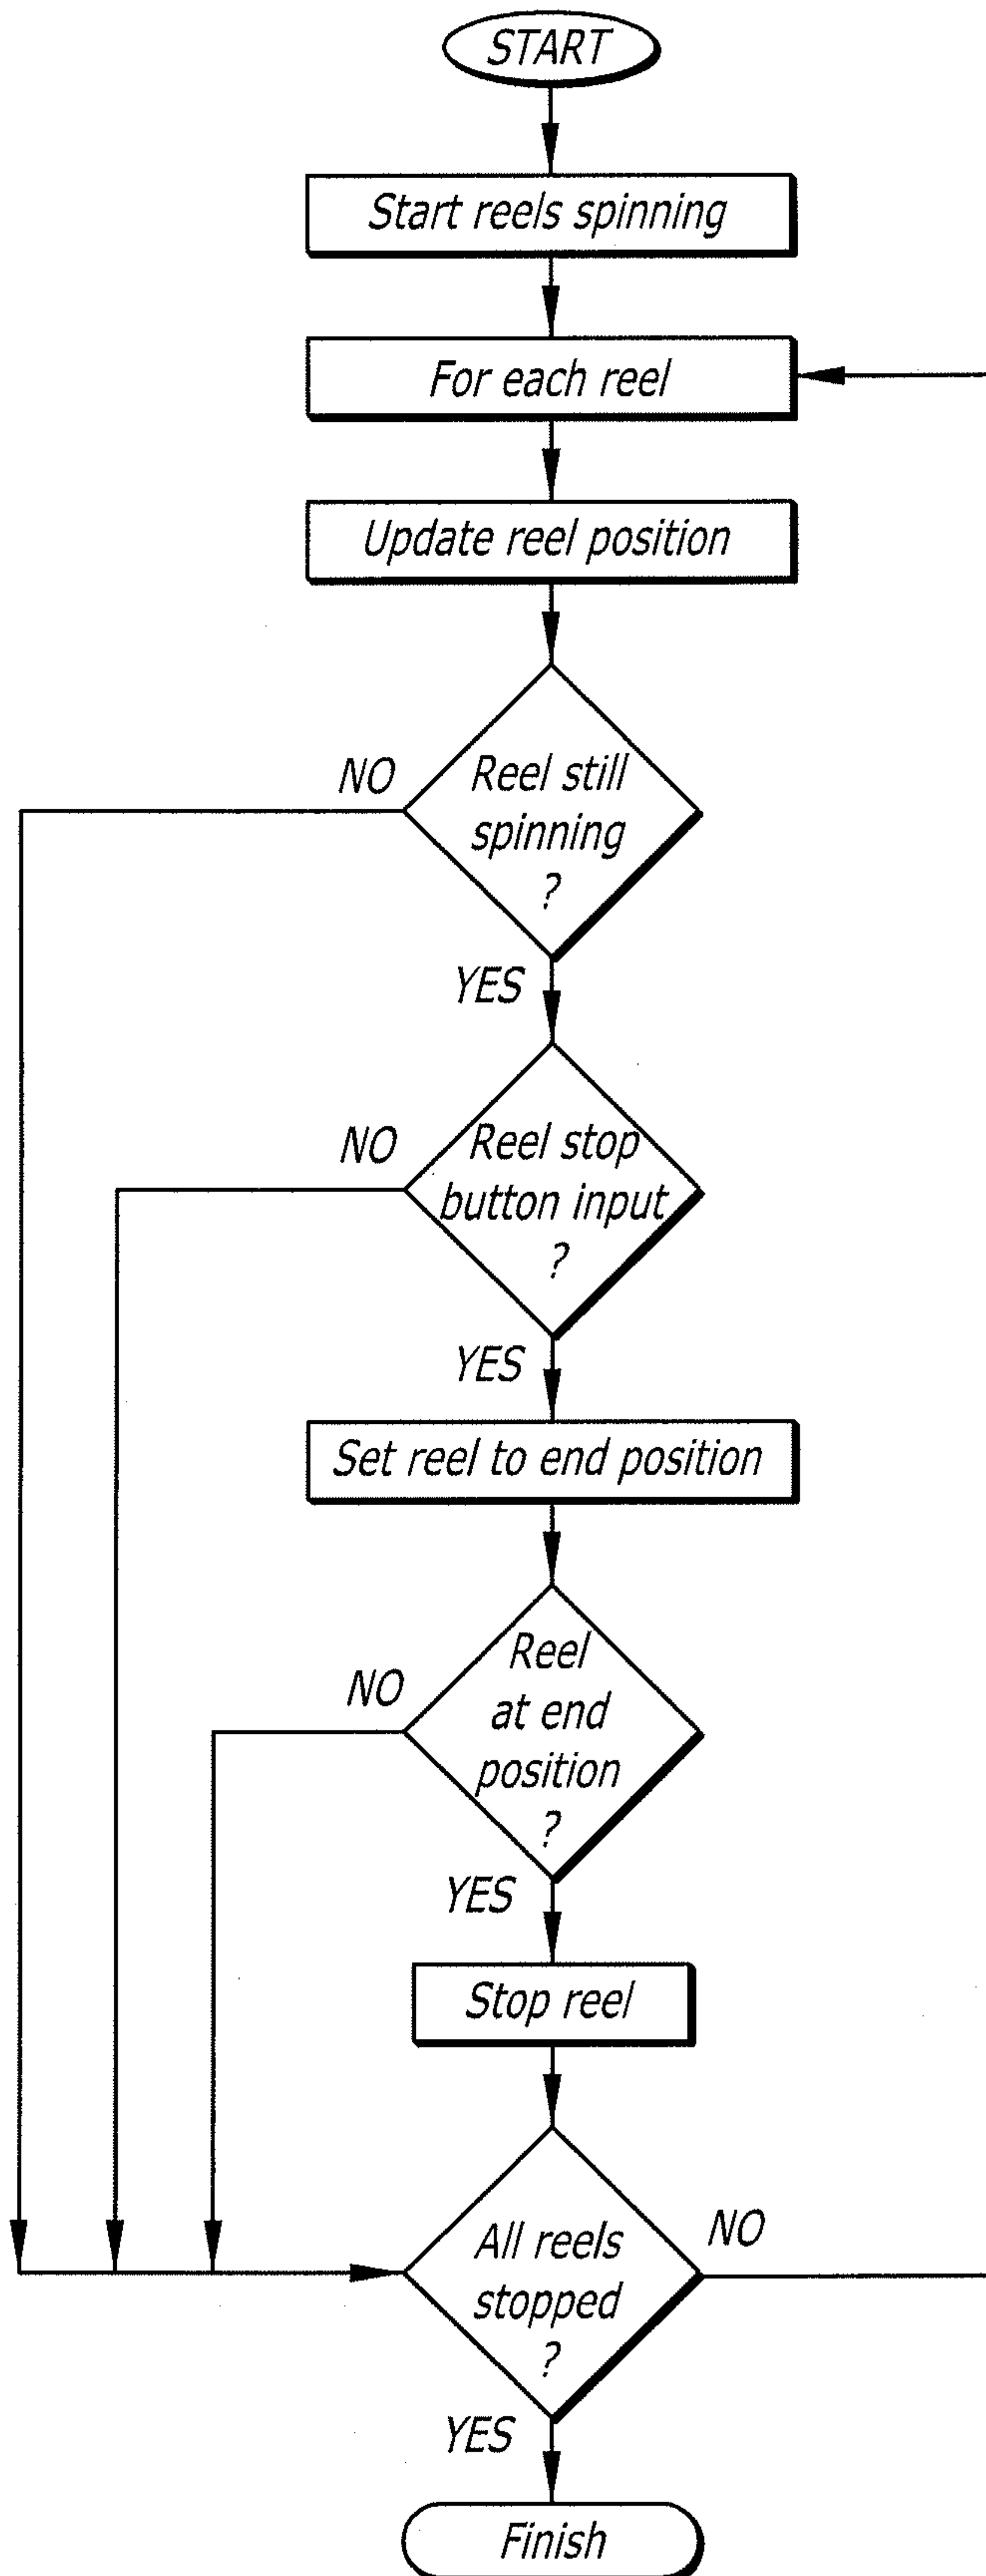 START
Start reels spinning
For each reel
Update reel position
NO
Reel still
spinning
?
YES
NO
Reel stop
button input
?
YES
Set reel to end position
NO
Reel
at end
position
?
YES
Stop reel
All reels
stopped
?
NO
YES
Finish